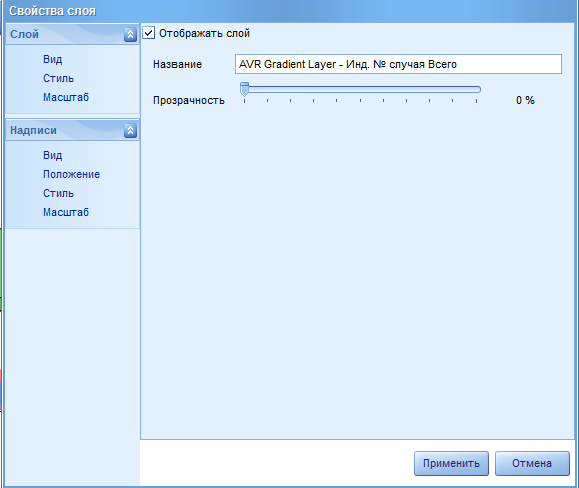 Свойства слоя
Слой
Вид
Стиль
Масштаб
Надписи
Вид
Положение
Стиль
Масштаб
Отображать слой
Название AVR Gradient Layer - Инд. № случая Всего
Прозрачность 0 %
Применить Отмена